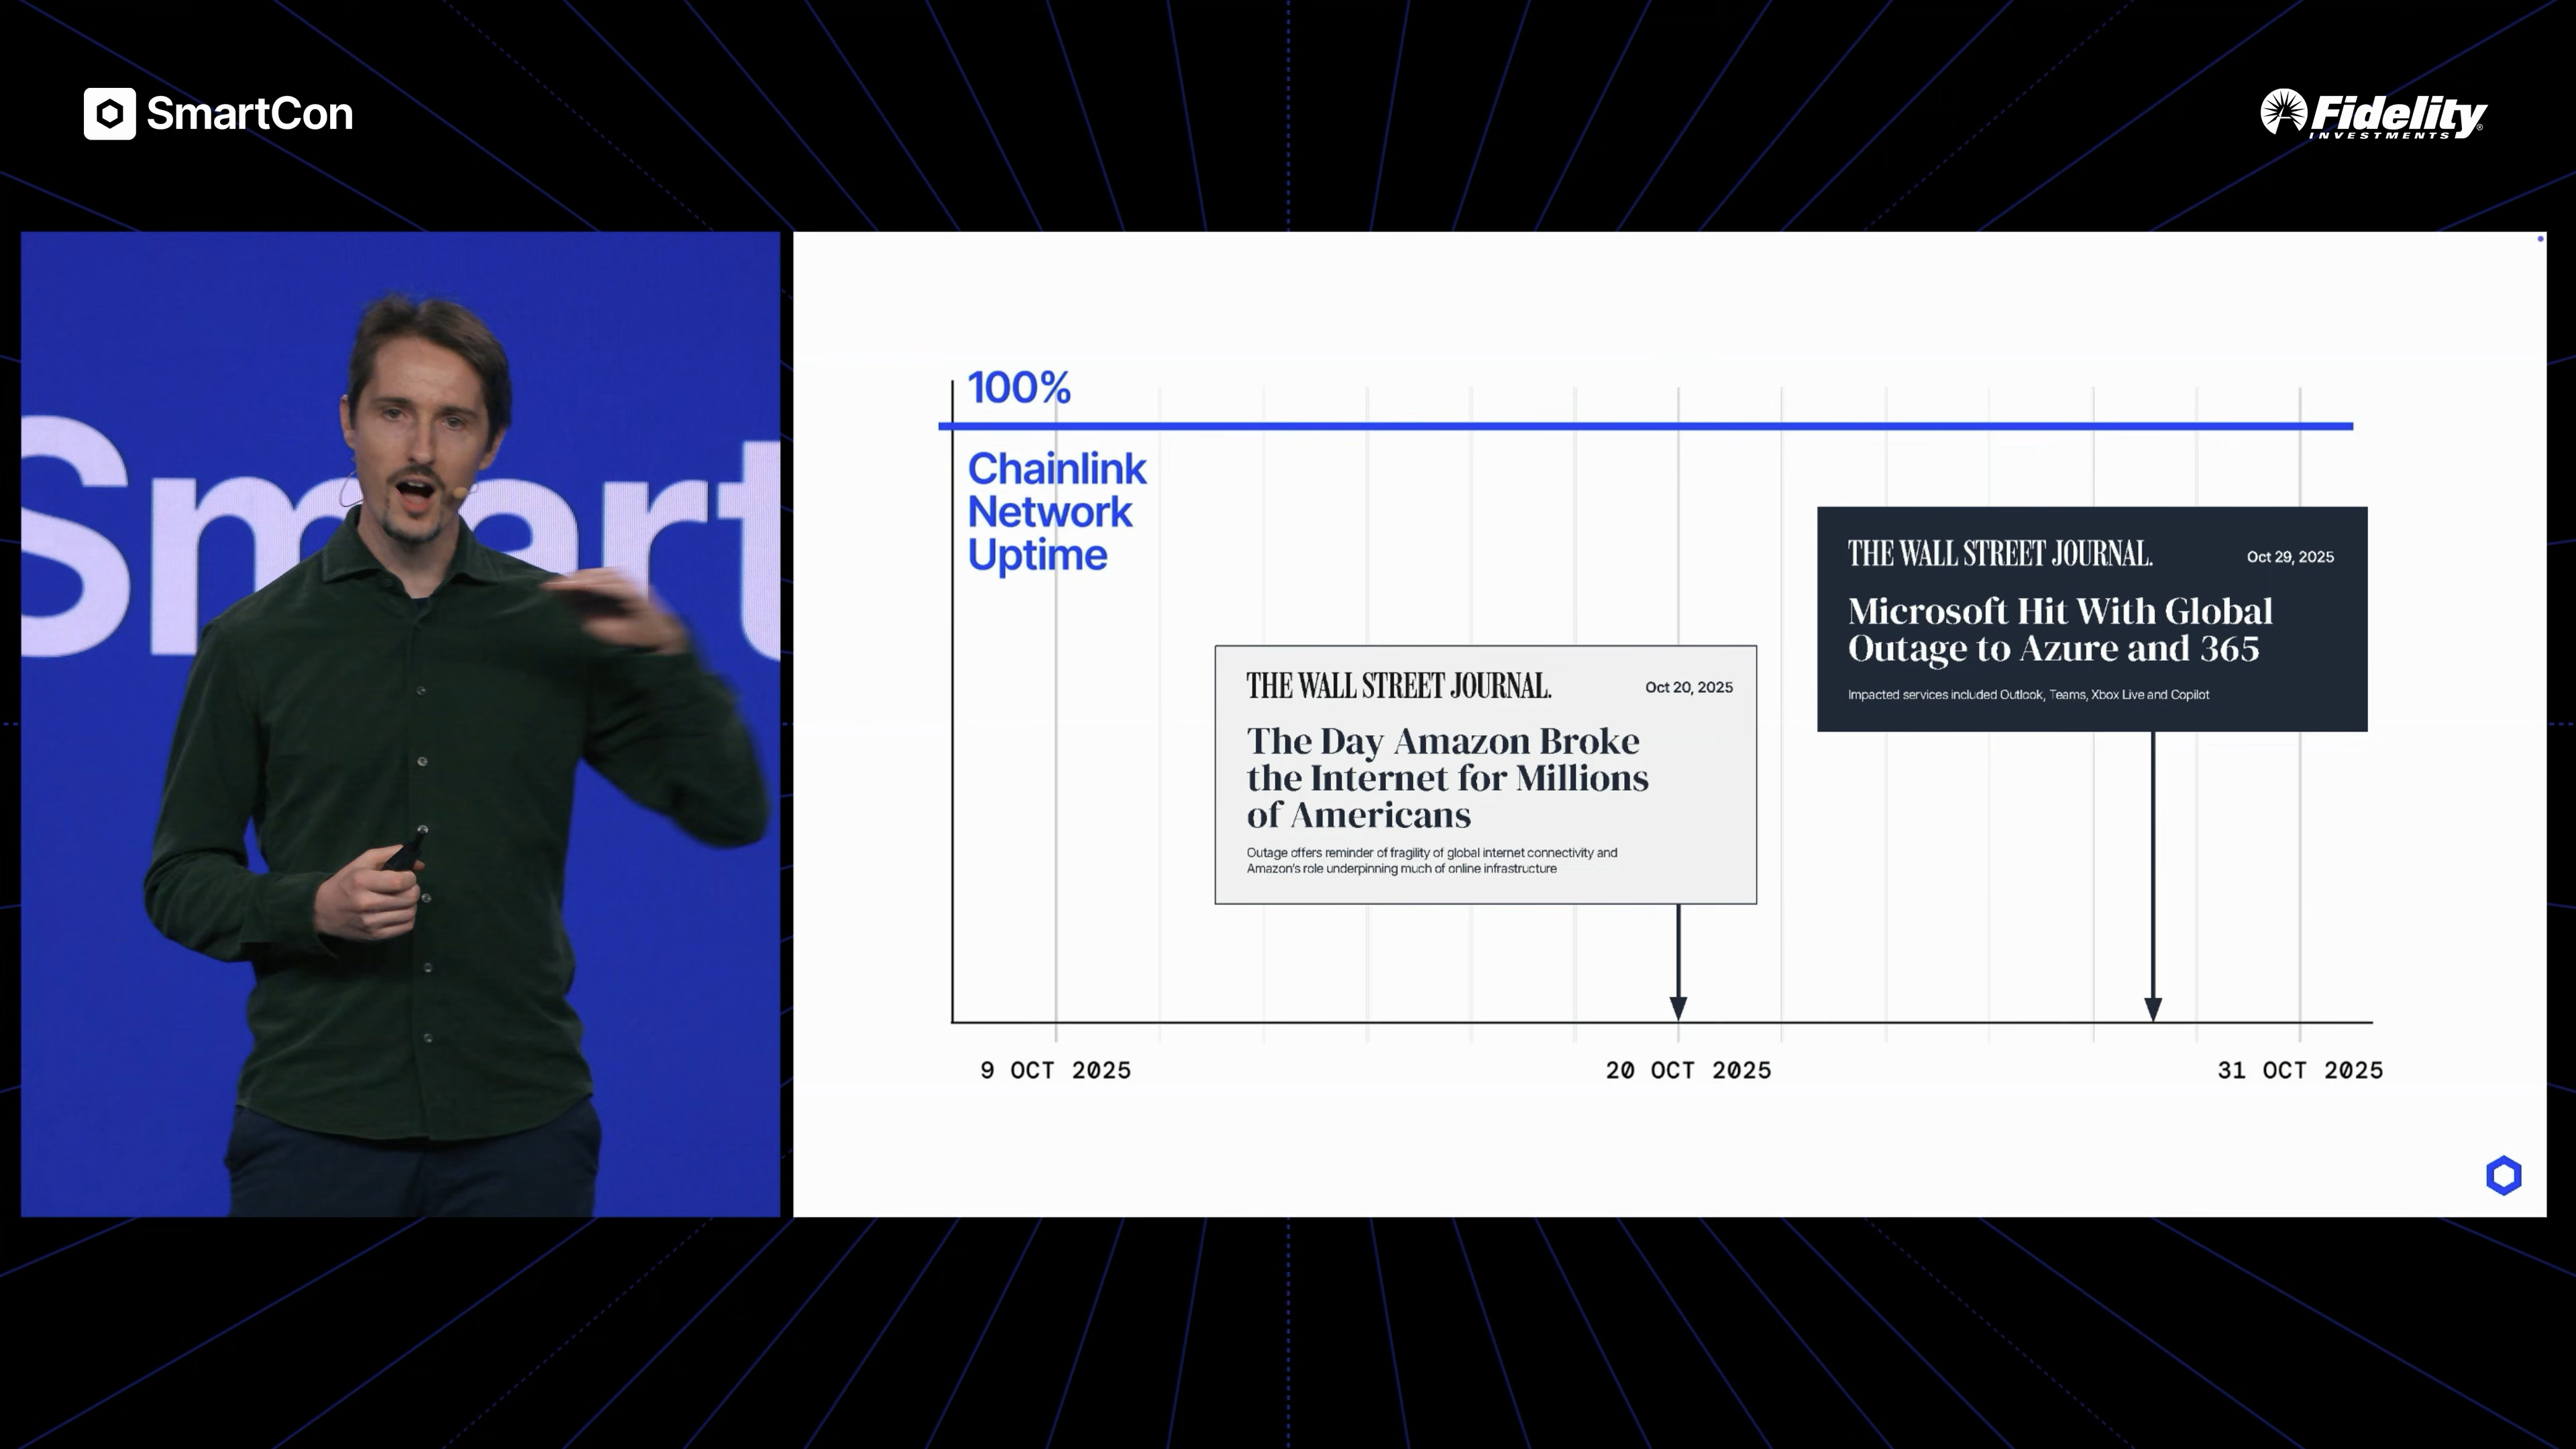 SmartCon
Fidelity
INVESTMENTS
Smart
100%
Chainlink
Network
Uptime
THE WALL STREET JOURNAL.
Oct 20, 2025
The Day Amazon Broke
the Internet for Millions
of Americans
Outage offers reminder of fragility of global internet connectivity and
Amazon's role underpinning much of online infrastructure
THE WALL STREET JOURNAL.
Oct 29, 2025
Microsoft Hit With Global
Outage to Azure and 365
Impacted services included Outlook, Teams, Xbox Live and Copilot
9 OCT 2025
20 OCT 2025
31 OCT 2025